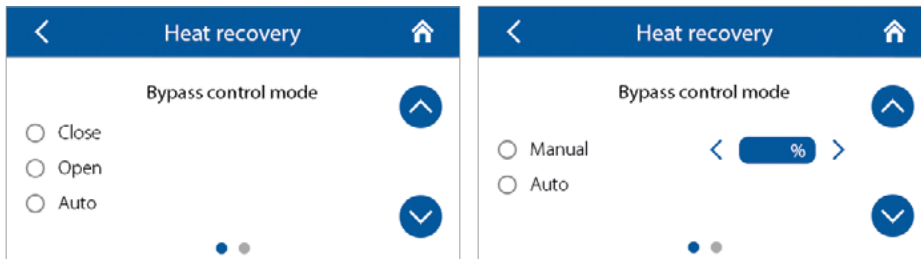 Heat recovery
Bypass control mode
Close
Open
Auto
Heat recovery
Bypass control mode
Manual %
Auto